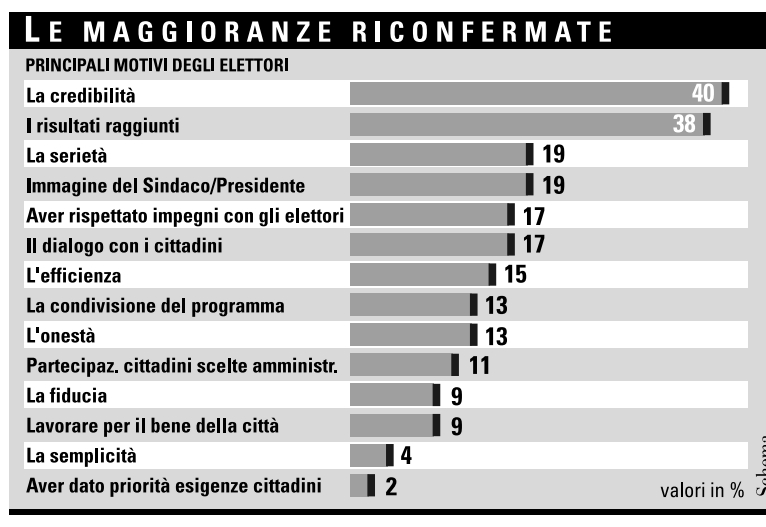 LE MAGGIORANZE RICONFERMATE
PRINCIPALI MOTIVI DEGLI ELETTORI
La credibilità 40
I risultati raggiunti 38
La serietà 19
Immagine del Sindaco/Presidente 19
Aver rispettato impegni con gli elettori 17
Il dialogo con i cittadini 17
L'efficienza 15
La condivisione del programma 13
L'onestà 13
Partecipaz. cittadini scelte amministr. 11
La fiducia 9
Lavorare per il bene della città 9
La semplicità 4
Aver dato priorità esigenze cittadini 2
valori in %
Schema